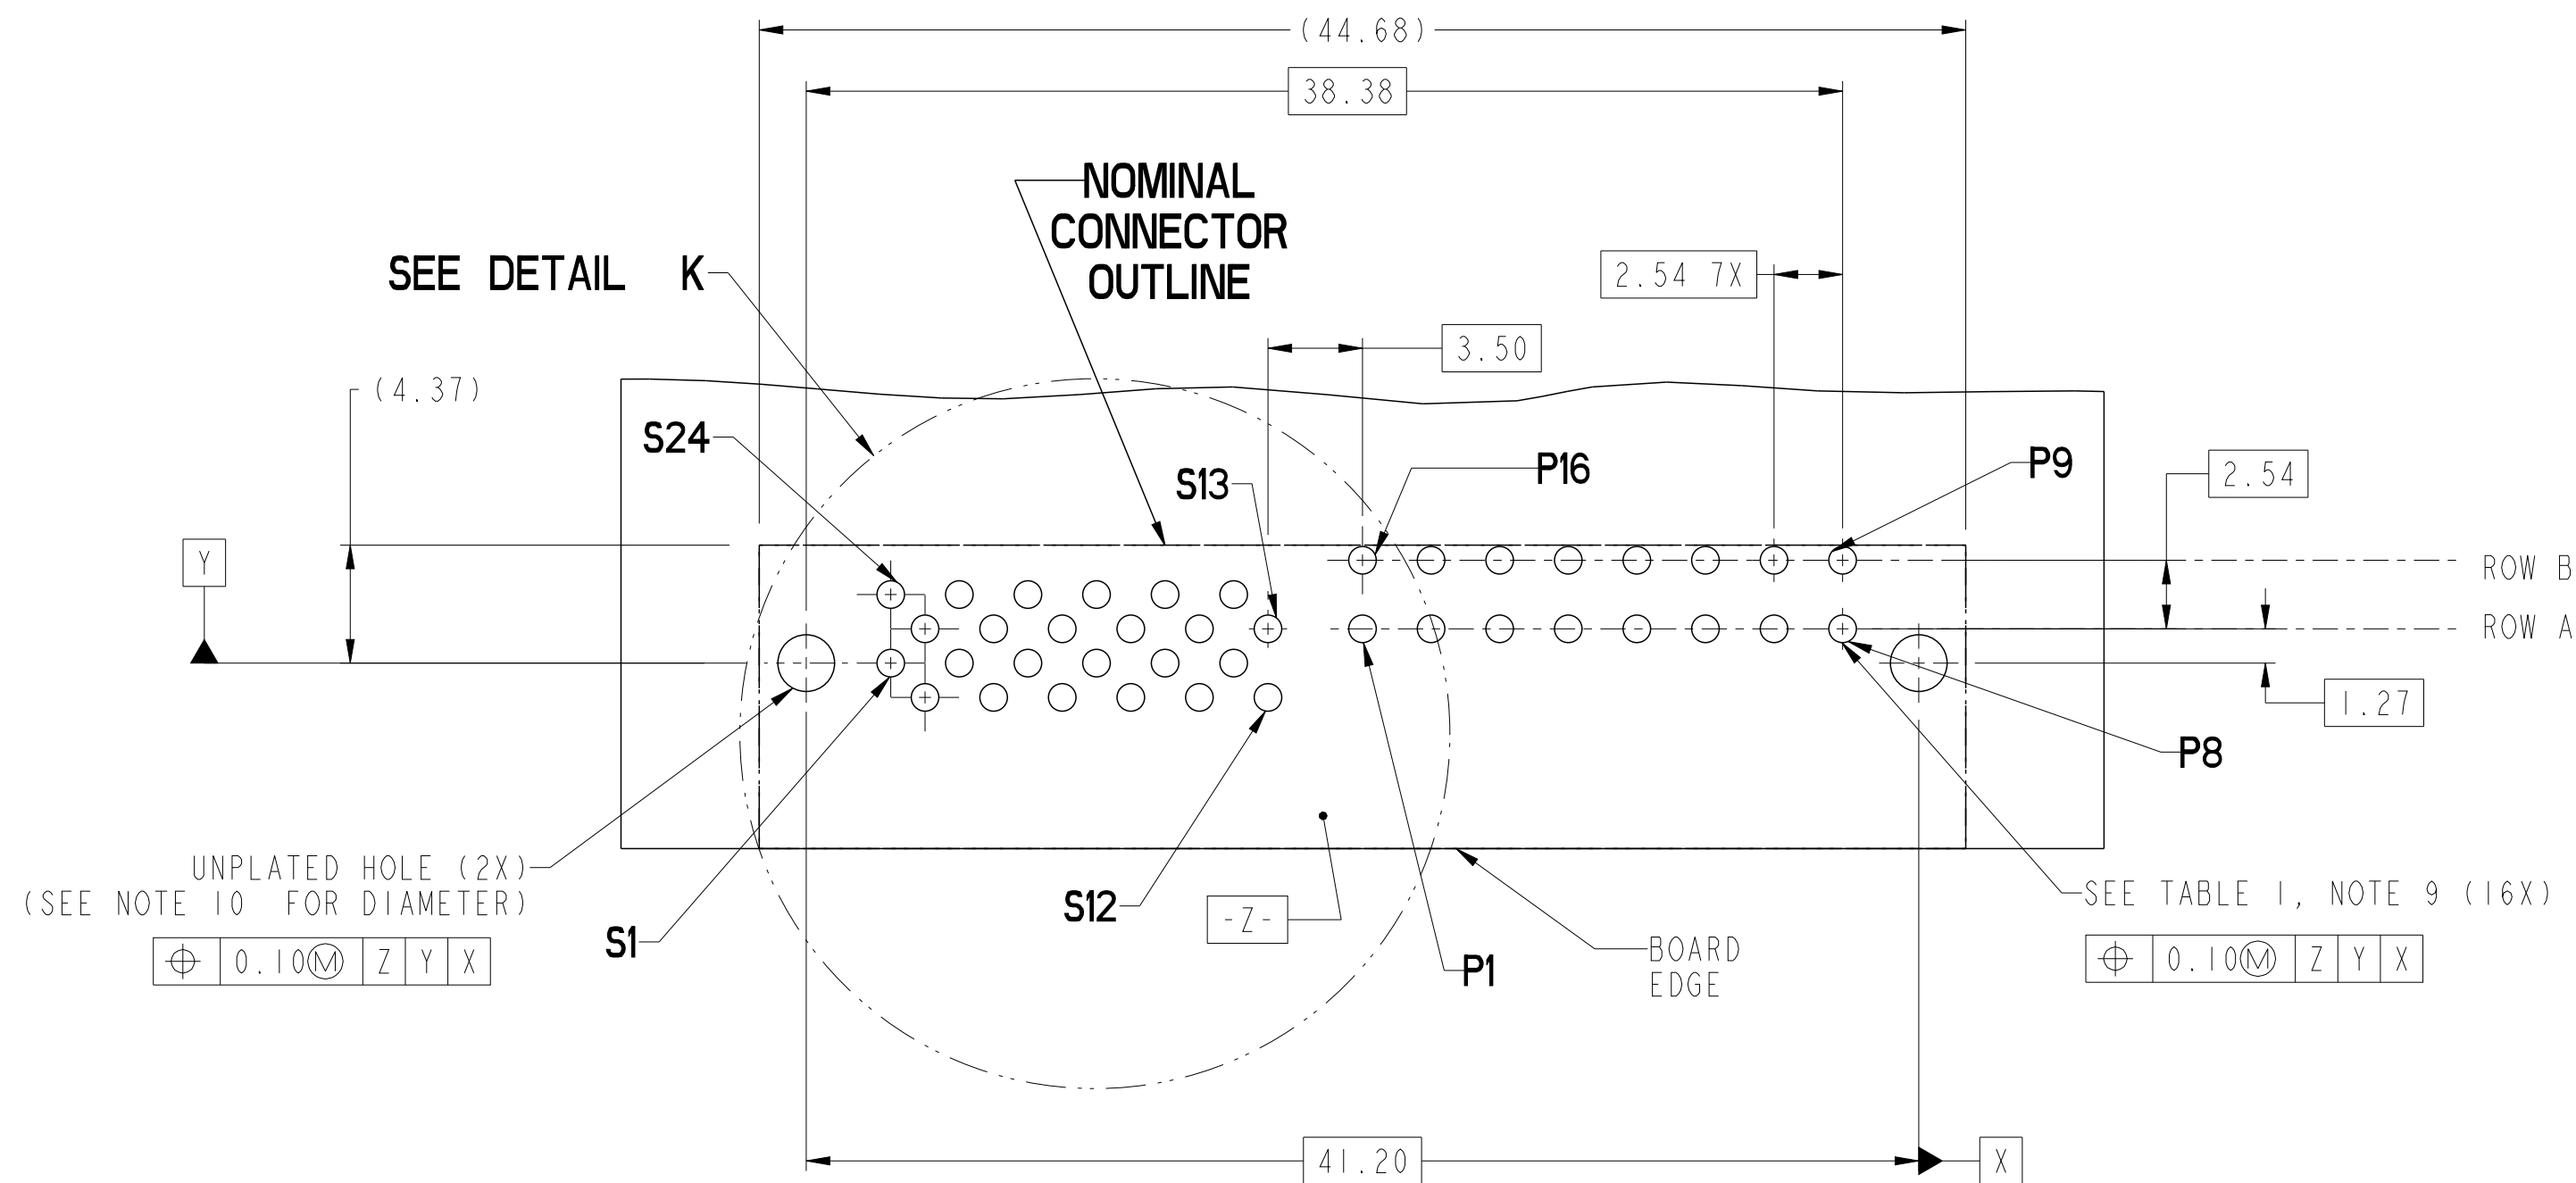 (44.68)
38.38
NOMINAL
CONNECTOR
OUTLINE
SEE DETAIL K
2.54 7X
3.50
(4.37)
S24
S13
P16
P9
2.54
Y
ROW B
ROW A
1.27
P8
UNPLATED HOLE (2X)
(SEE NOTE 10 FOR DIAMETER)
⌖ 0.10Ⓜ Z Y X
S1
S12
-Z-
P1
BOARD
EDGE
SEE TABLE 1, NOTE 9 (16X)
⌖ 0.10Ⓜ Z Y X
41.20
X